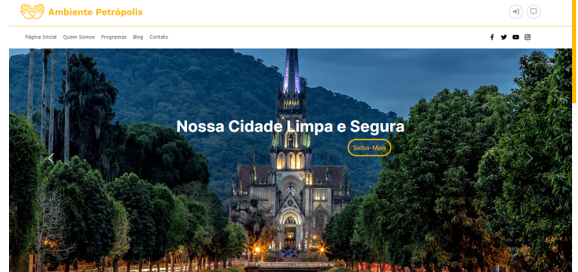 Ambiente Petrópolis
Página Inicial Quem Somos Programas Blog Contato
Nossa Cidade Limpa e Segura
Saiba-Mais